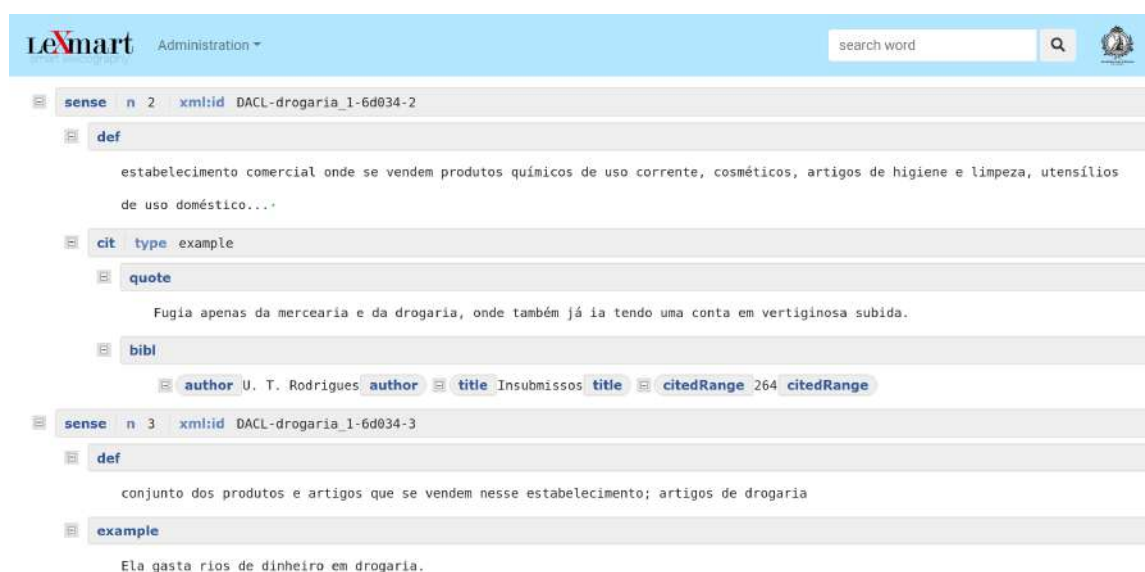 LeXmart Administration search word
sense n 2 xml:id DACL-drogaria_1-6d034-2
def
estabelecimento comercial onde se vendem produtos químicos de uso corrente, cosméticos, artigos de higiene e limpeza, utensílios
de uso doméstico...
cit type example
quote
Fugia apenas da mercearia e da drogaria, onde também já ia tendo uma conta em vertiginosa subida.
bibl
author U. T. Rodrigues author title Insubmissos title citedRange 264 citedRange
sense n 3 xml:id DACL-drogaria_1-6d034-3
def
conjunto dos produtos e artigos que se vendem nesse estabelecimento; artigos de drogaria
example
Ela gasta rios de dinheiro em drogaria.